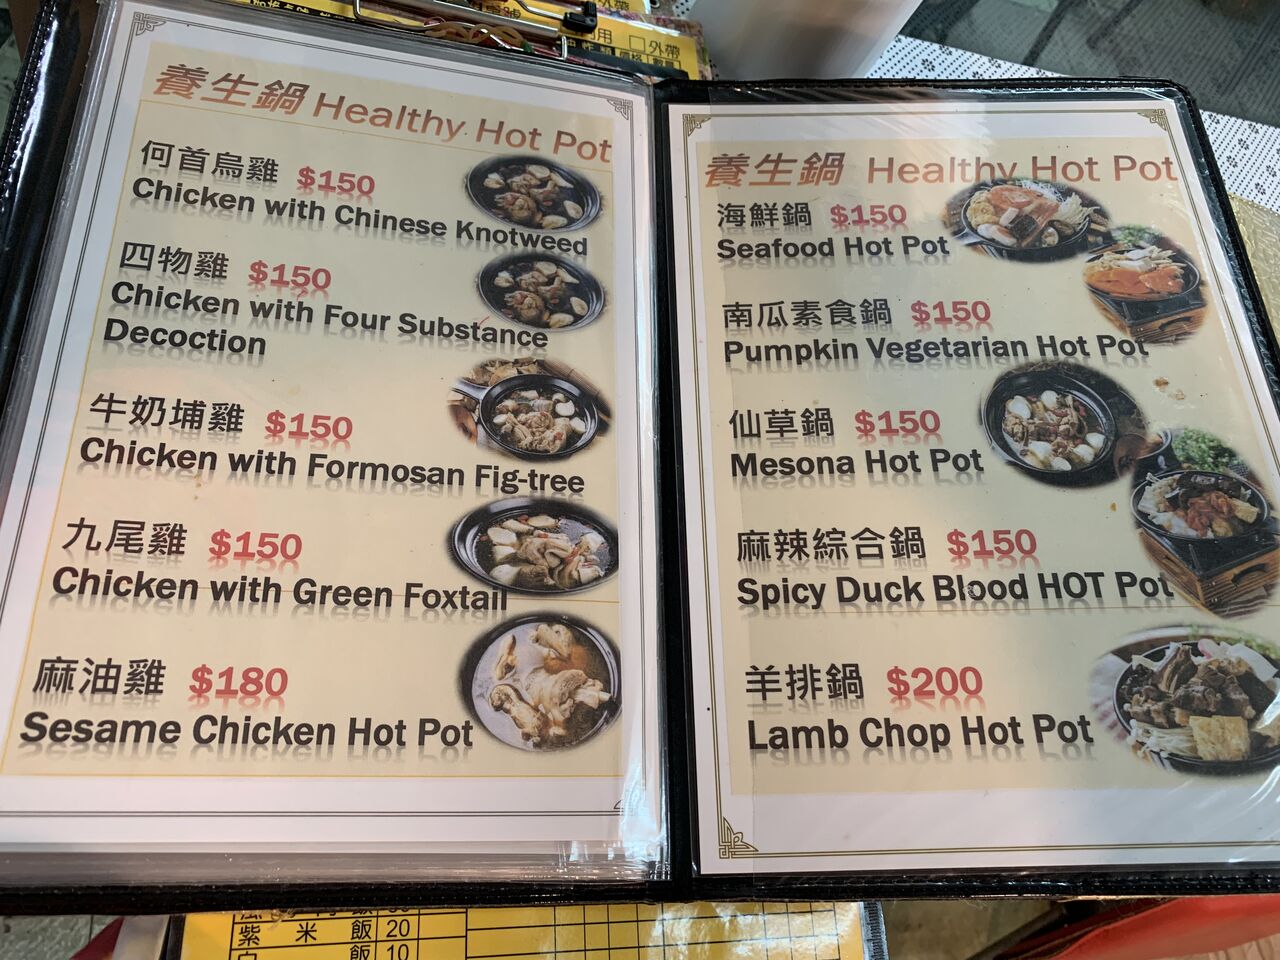 用 □外帶
養生鍋 Healthy Hot Pot
何首烏雞 $150
Chicken with Chinese Knotweed
四物雞 $150
Chicken with Four Substance
Decoction
牛奶埔雞 $150
Chicken with Formosan Fig-tree
九尾雞 $150
Chicken with Green Foxtail
麻油雞 $180
Sesame Chicken Hot Pot
養生鍋 Healthy Hot Pot
海鮮鍋 $150
Seafood Hot Pot
南瓜素食鍋 $150
Pumpkin Vegetarian Hot Pot
仙草鍋 $150
Mesona Hot Pot
麻辣綜合鍋 $150
Spicy Duck Blood HOT Pot
羊排鍋 $200
Lamb Chop Hot Pot
紫米飯 20
白飯 10